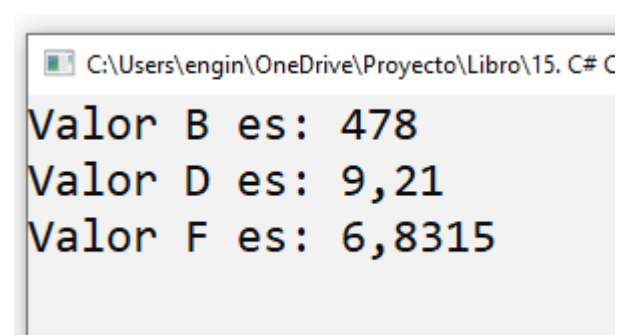 C:\Users\engin\OneDrive\Proyecto\Libro\15. C# C
Valor B es: 478
Valor D es: 9,21
Valor F es: 6,8315